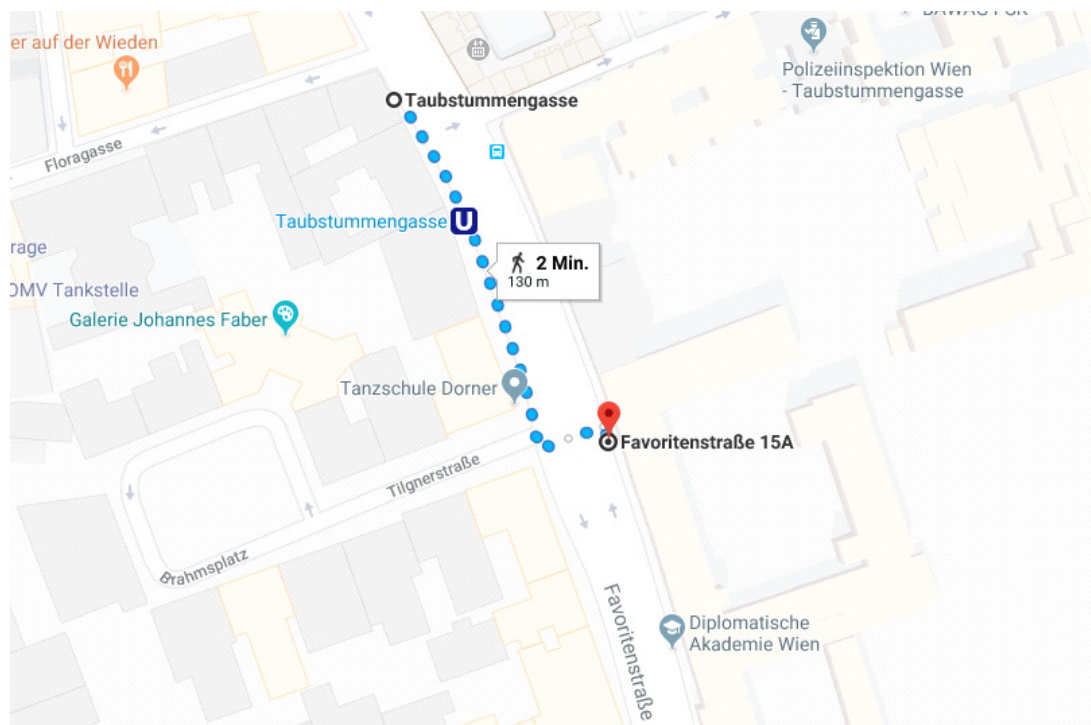 er auf der Wieden
Polizeiinspektion Wien
- Taubstummengasse
Taubstummengasse
Floragasse
Taubstummengasse
U
rage
2 Min.
130 m
OMV Tankstelle
Galerie Johannes Faber
Tanzschule Dorner
Favoritenstraße 15A
Tilgnerstraße
Brahmsplatz
Favoritenstraße
Diplomatische
Akademie Wien